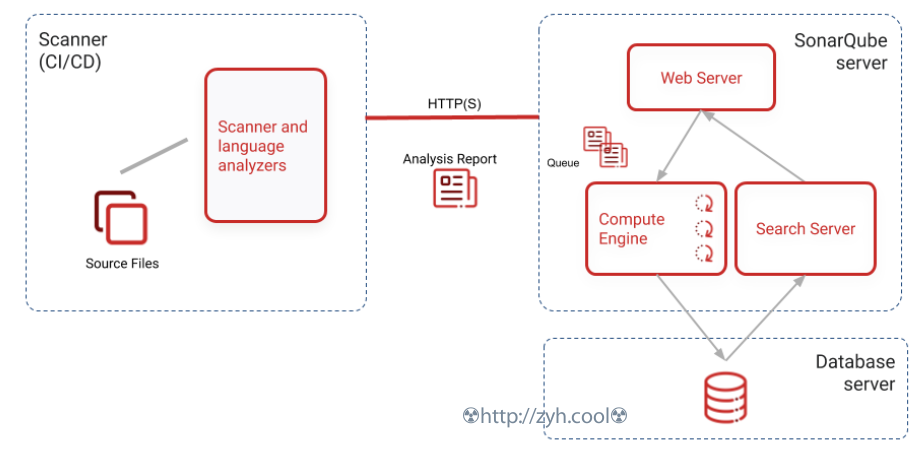 Scanner
(CI/CD)
Scanner and
language
analyzers
Source Files
HTTP(S)
Analysis Report
SonarQube
server
Web Server
Queue
Compute
Engine
Search Server
Database
server
☢http://zyh.cool☢